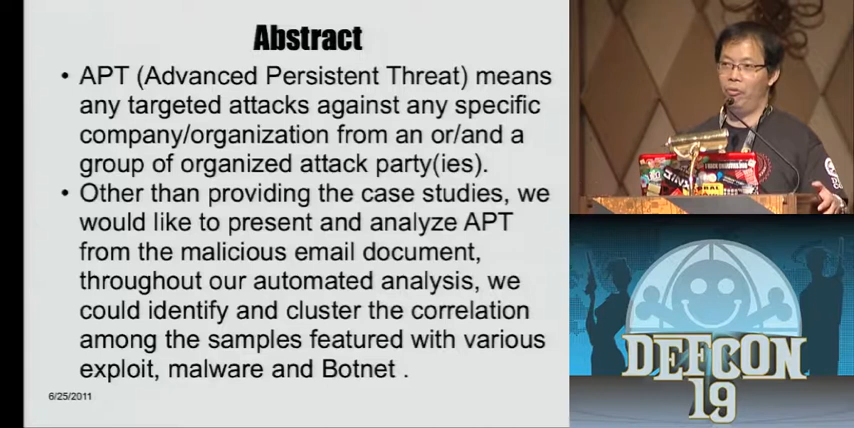 Abstract
• APT (Advanced Persistent Threat) means
any targeted attacks against any specific
company/organization from an or/and a
group of organized attack party(ies).
• Other than providing the case studies, we
would like to present and analyze APT
from the malicious email document,
throughout our automated analysis, we
could identify and cluster the correlation
among the samples featured with various
exploit, malware and Botnet .
6/25/2011
DEFCON
19